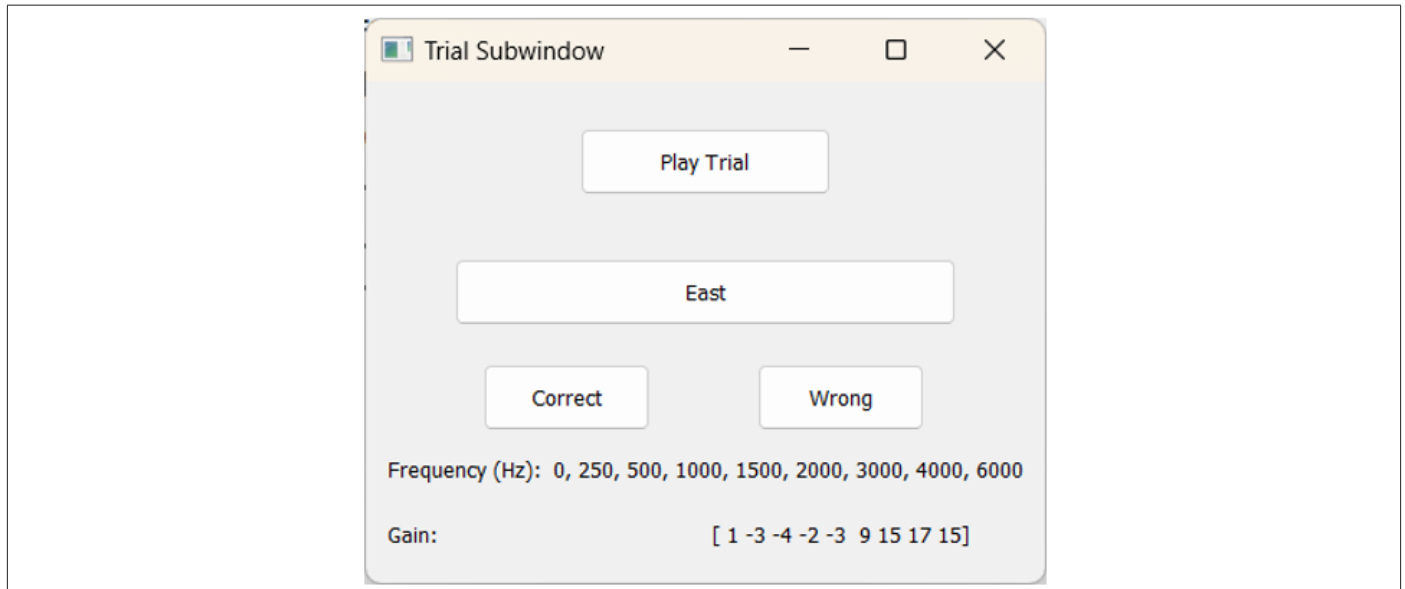 Trial Subwindow
Play Trial
East
Correct Wrong
Frequency (Hz): 0, 250, 500, 1000, 1500, 2000, 3000, 4000, 6000
Gain: [ 1 -3 -4 -2 -3  9 15 17 15]